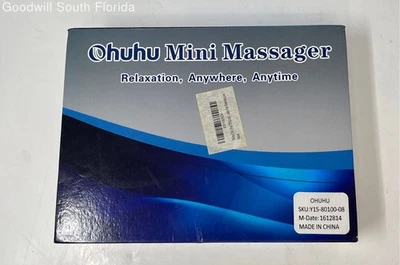 Goodwill South Florida
Ohuhu Mini Massager
Relaxation, Anywhere, Anytime
OHUHU
SKU:Y15-80100-08
M-Date:1612814
MADE IN CHINA